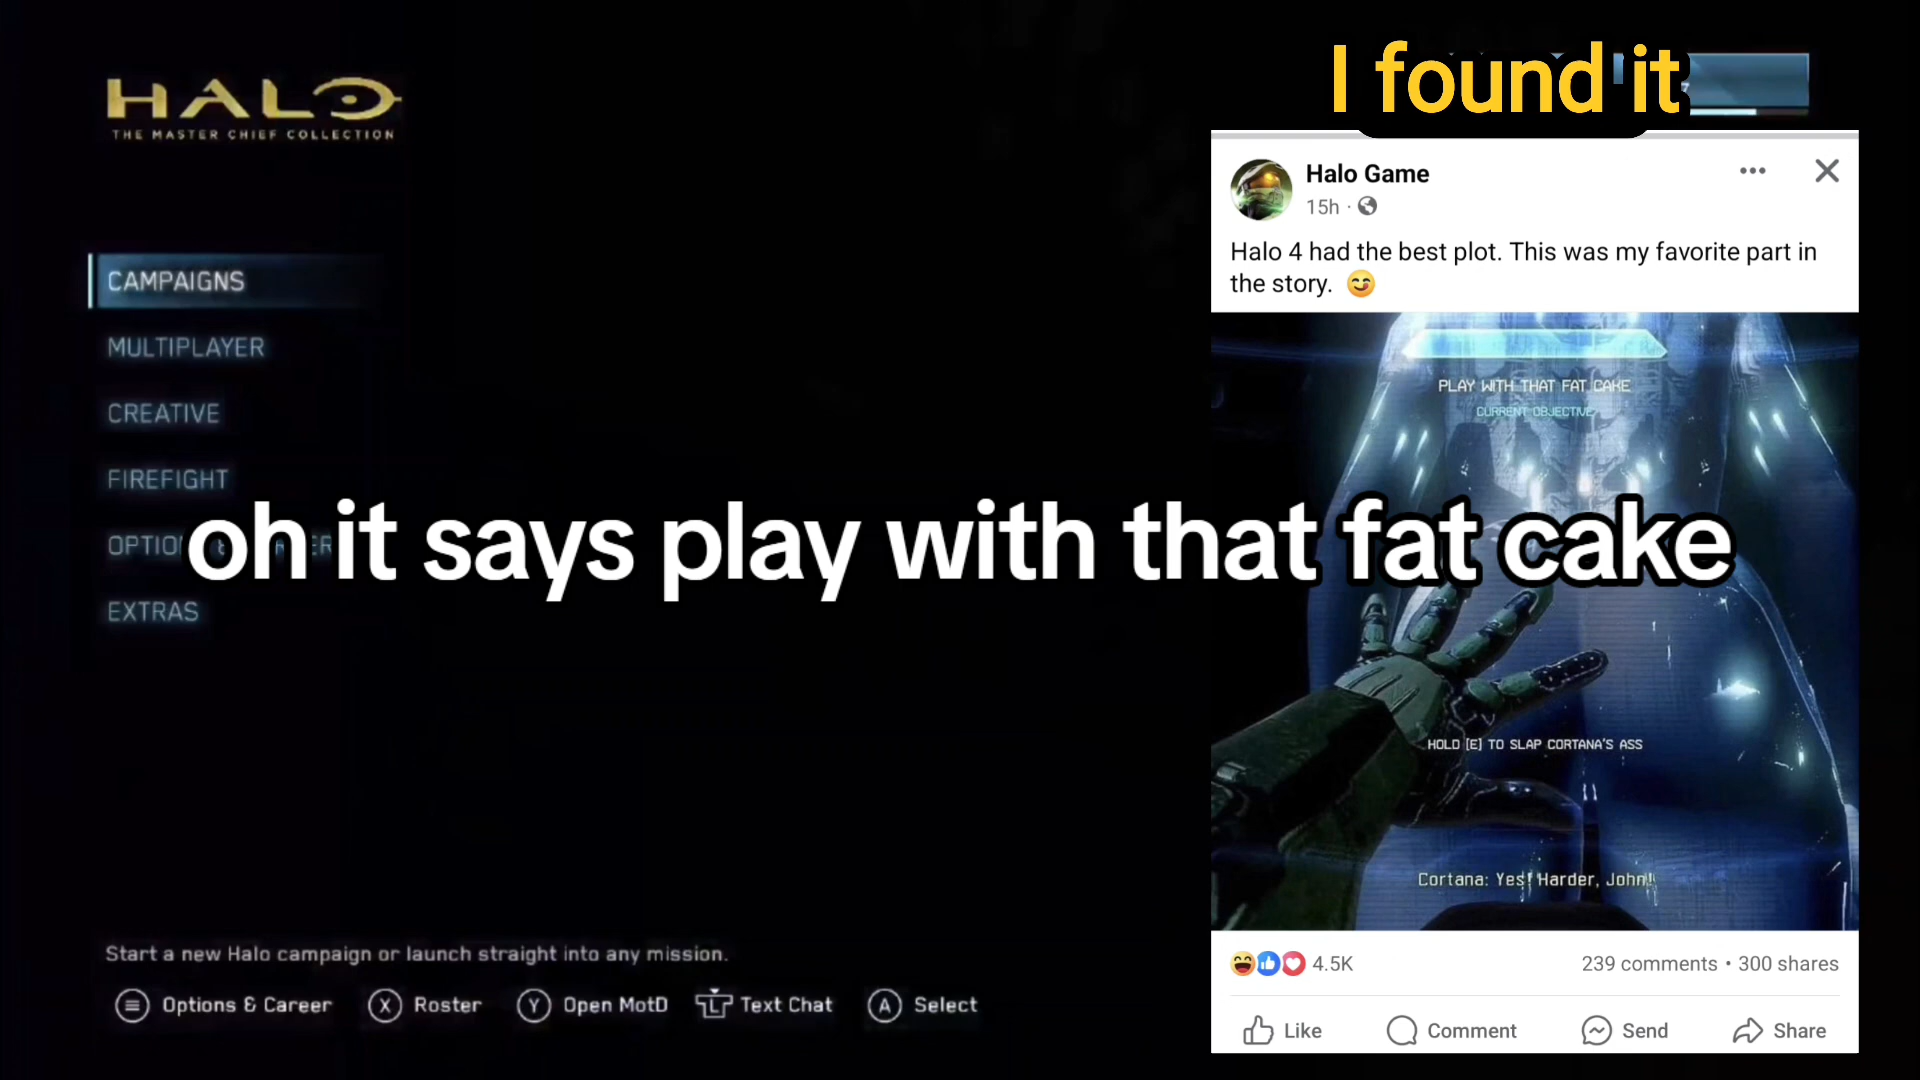 HALO
THE MASTER CHIEF COLLECTION
I found it
CAMPAIGNS
MULTIPLAYER
CREATIVE
FIREFIGHT
EXTRAS
oh it says play with that fat cake
Start a new Halo campaign or launch straight into any mission.
Options & Career
X Roster
Y Open MotD
L Text Chat
A Select
Halo Game
15h ·
Halo 4 had the best plot. This was my favorite part in
the story.
PLAY WITH THAT FAT CAKE
CURRENT OBJECTIVE
HOLD [E] TO SLAP CORTANA'S ASS
Cortana: Yes! Harder, John!
4.5K
239 comments • 300 shares
Like
Comment
Send
Share